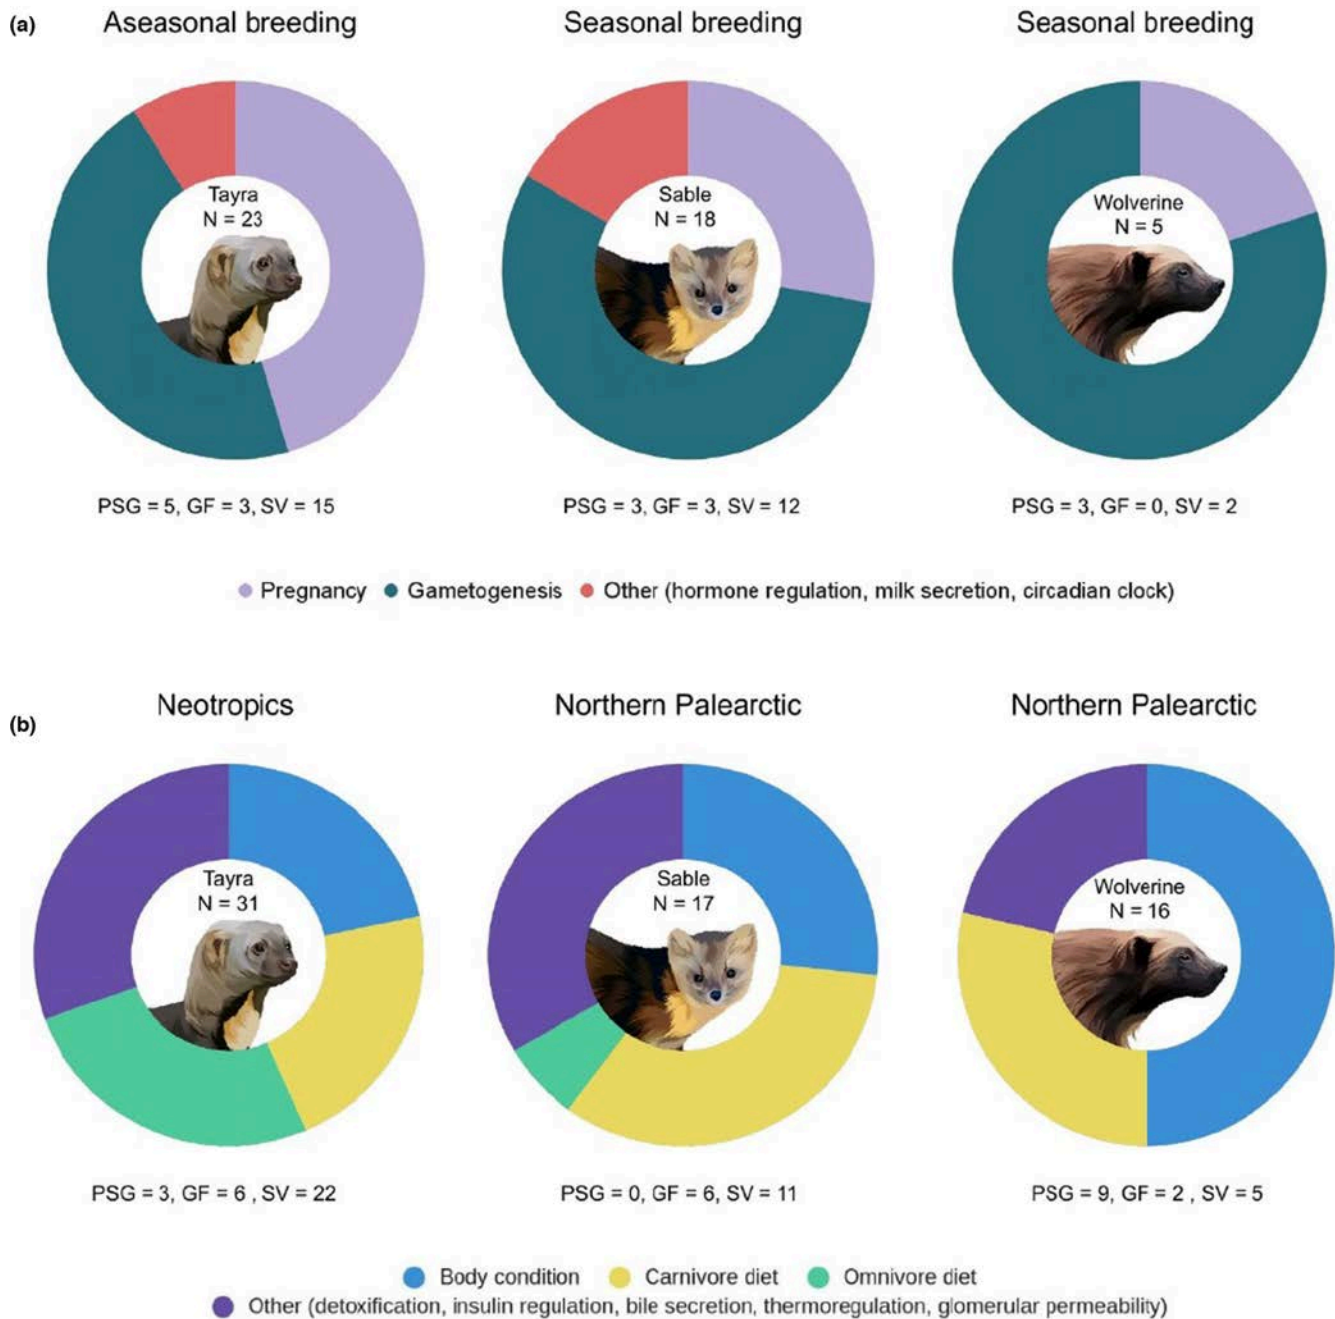 (a)
Aseasonal breeding
Seasonal breeding
Seasonal breeding
Tayra
N = 23
Sable
N = 18
Wolverine
N = 5
PSG = 5, GF = 3, SV = 15
PSG = 3, GF = 3, SV = 12
PSG = 3, GF = 0, SV = 2
Pregnancy
Gametogenesis
Other (hormone regulation, milk secretion, circadian clock)
(b)
Neotropics
Northern Palearctic
Northern Palearctic
Tayra
N = 31
Sable
N = 17
Wolverine
N = 16
PSG = 3, GF = 6 , SV = 22
PSG = 0, GF = 6, SV = 11
PSG = 9, GF = 2 , SV = 5
Body condition
Carnivore diet
Omnivore diet
Other (detoxification, insulin regulation, bile secretion, thermoregulation, glomerular permeability)